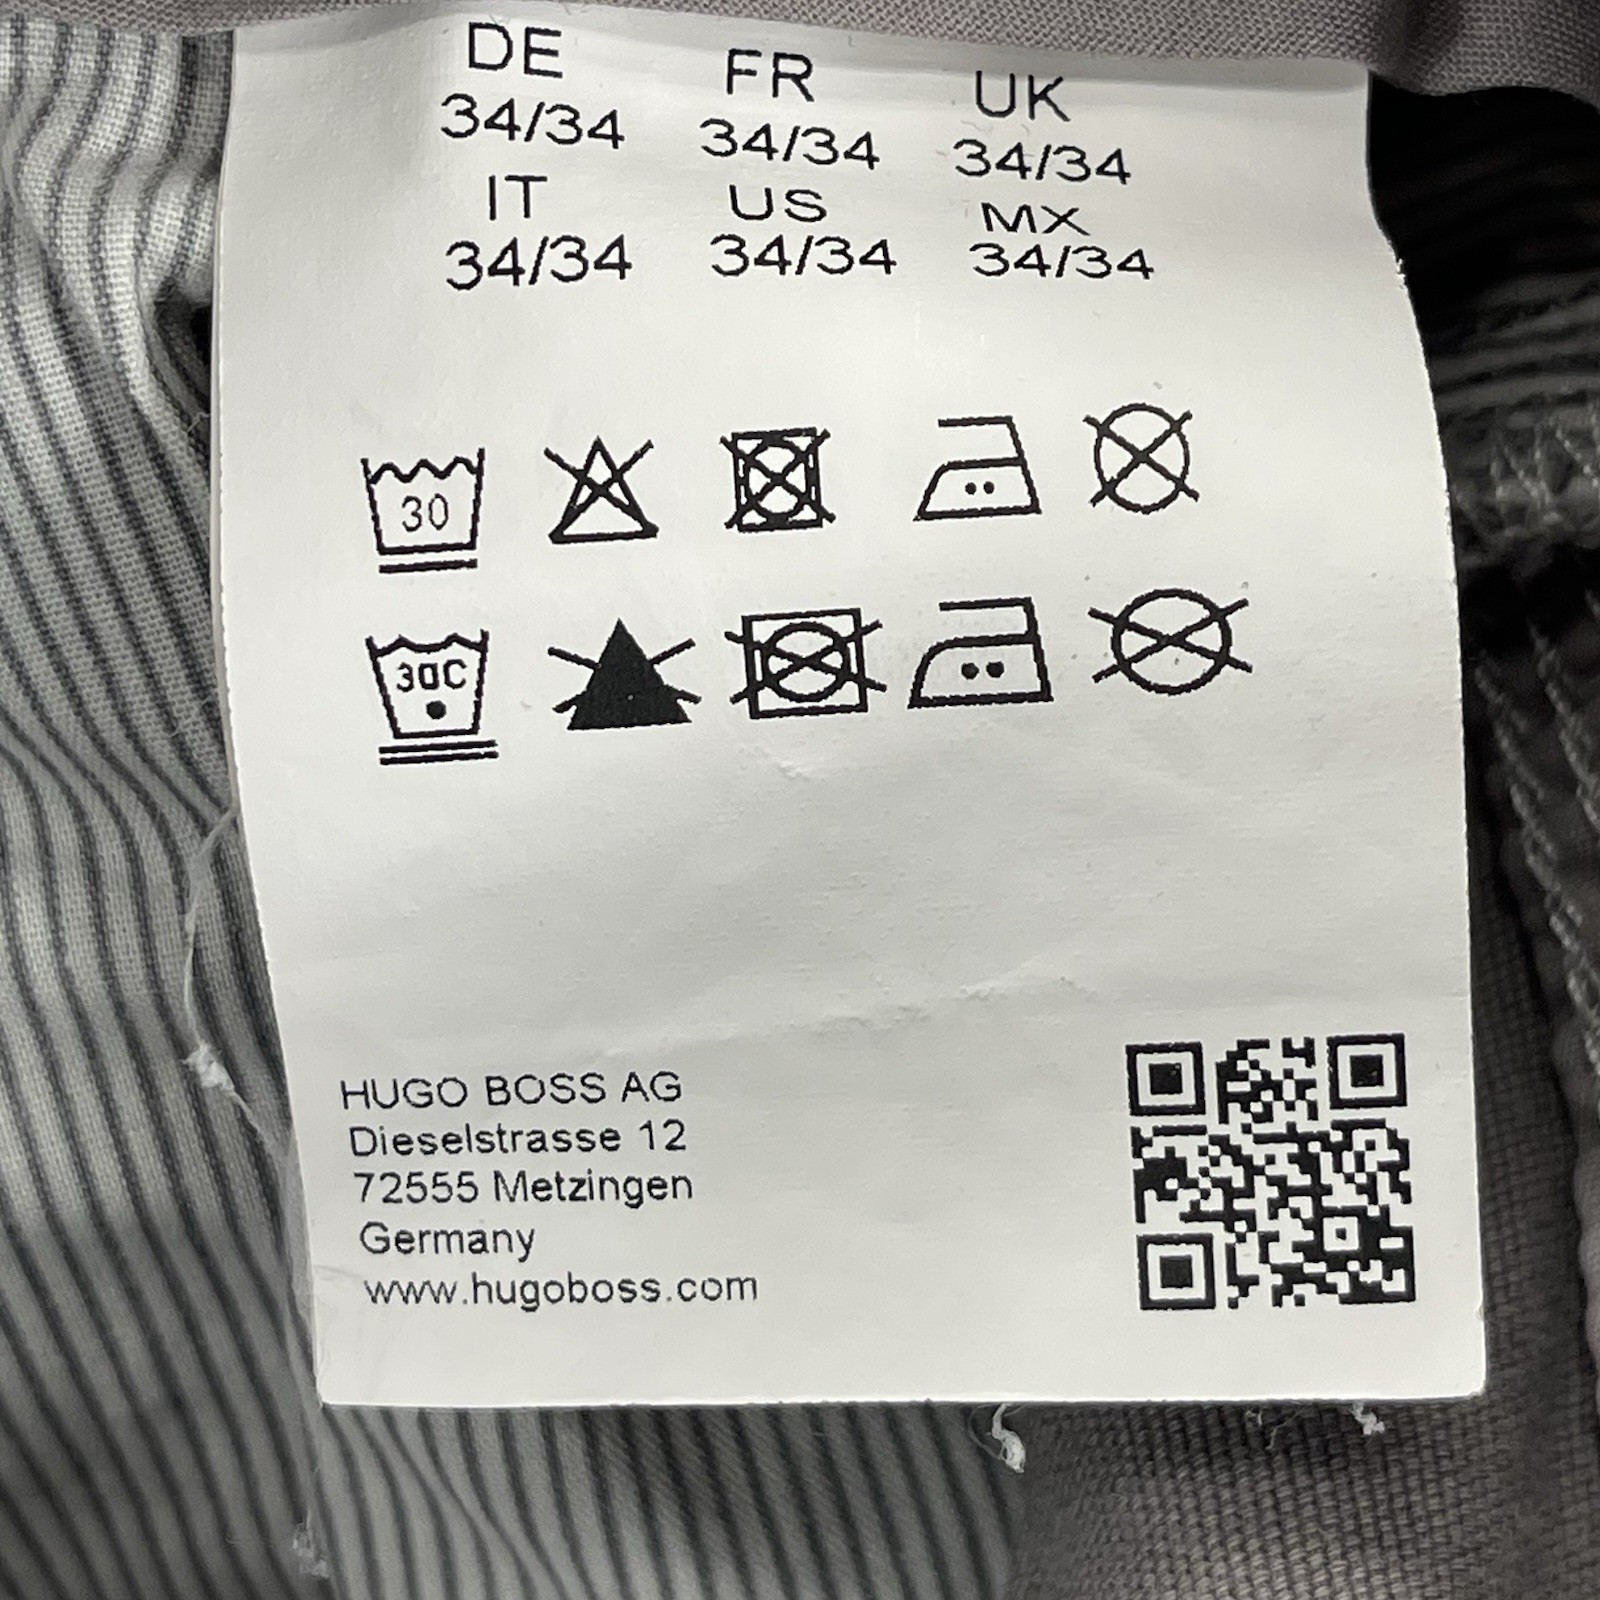 DE FR UK
34/34 34/34 34/34
IT US MX
34/34 34/34 34/34
30
30C
HUGO BOSS AG
Dieselstrasse 12
72555 Metzingen
Germany
www.hugoboss.com